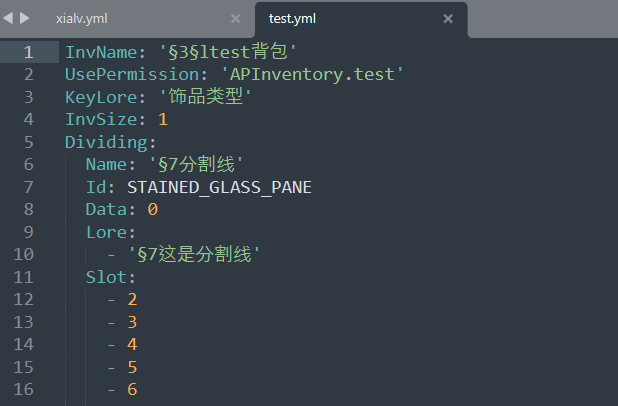 xialv.yml × test.yml ×
1 InvName: '§3§ltest背包'
2 UsePermission: 'APInventory.test'
3 KeyLore: '饰品类型'
4 InvSize: 1
5 Dividing:
6 Name: '§7分割线'
7 Id: STAINED_GLASS_PANE
8 Data: 0
9 Lore:
10 - '§7这是分割线'
11 Slot:
12 - 2
13 - 3
14 - 4
15 - 5
16 - 6